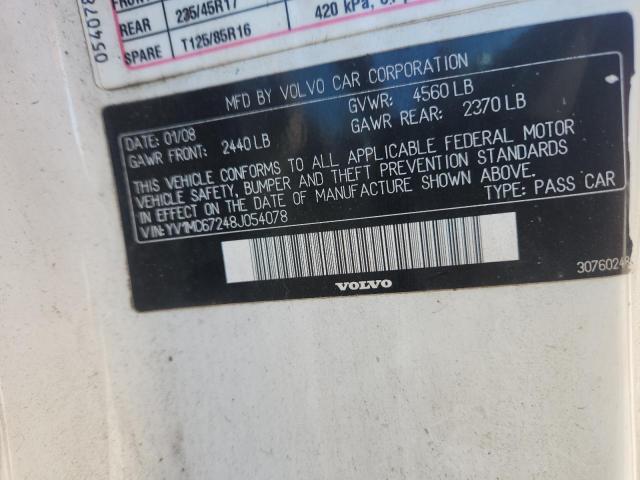 054078
REAR 235/45R17
SPARE T125/85R16 420 kPa,
MFD BY VOLVO CAR CORPORATION
DATE: 01/08 GVWR: 4560 LB
GAWR FRONT: 2440 LB GAWR REAR: 2370 LB
THIS VEHICLE CONFORMS TO ALL APPLICABLE FEDERAL MOTOR
VEHICLE SAFETY, BUMPER AND THEFT PREVENTION STANDARDS
IN EFFECT ON THE DATE OF MANUFACTURE SHOWN ABOVE.
VIN: YV1MC67248J054078 TYPE: PASS CAR
30760248
VOLVO